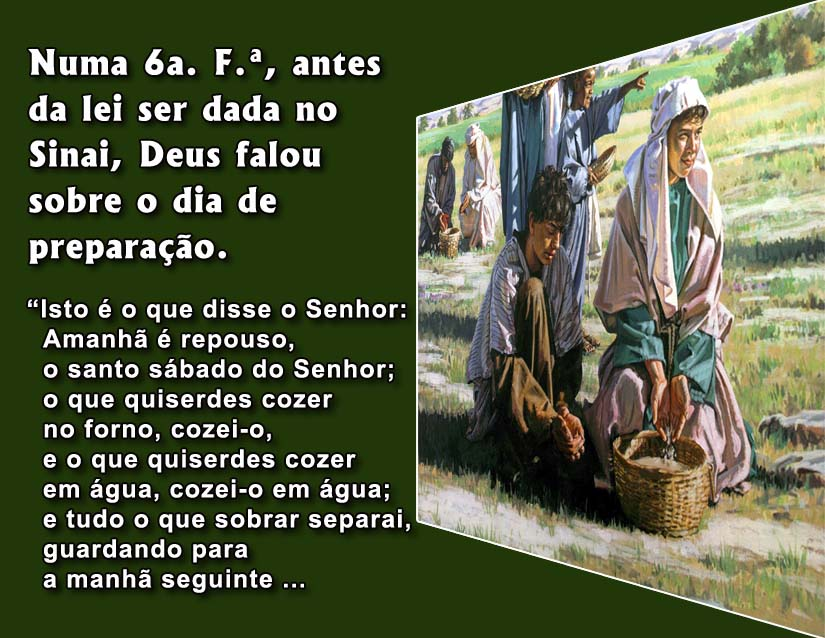 Numa 6a. F.ª, antes
da lei ser dada no
Sinai, Deus falou
sobre o dia de
preparação.
“Isto é o que disse o Senhor:
Amanhã é repouso,
o santo sábado do Senhor;
o que quiserdes cozer
no forno, cozei-o,
e o que quiserdes cozer
em água, cozei-o em água;
e tudo o que sobrar separai,
guardando para
a manhã seguinte ...